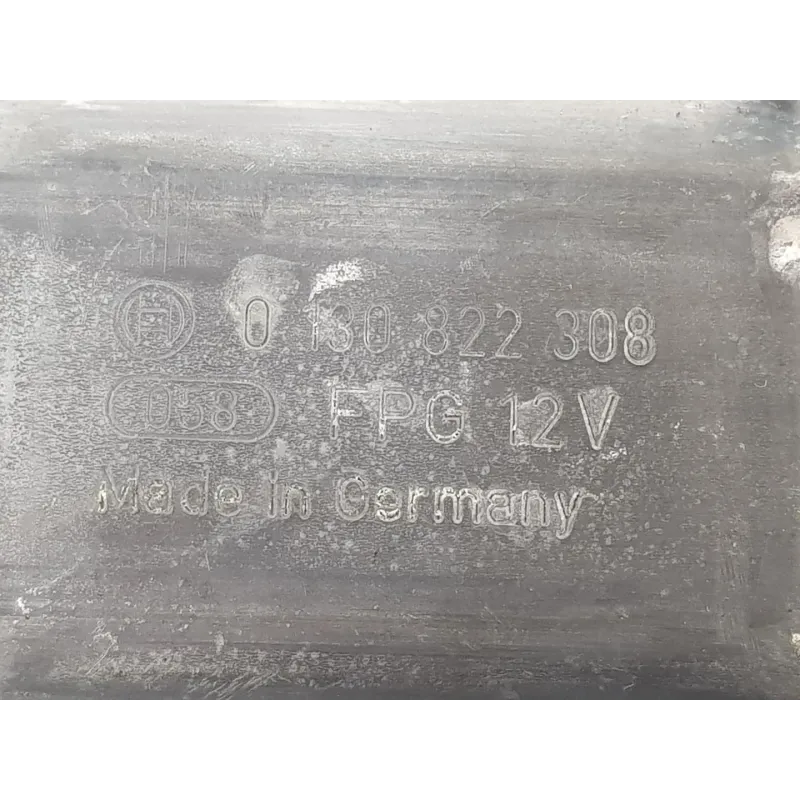 0 130 822 308
058 FPG 12V
Made in Germany